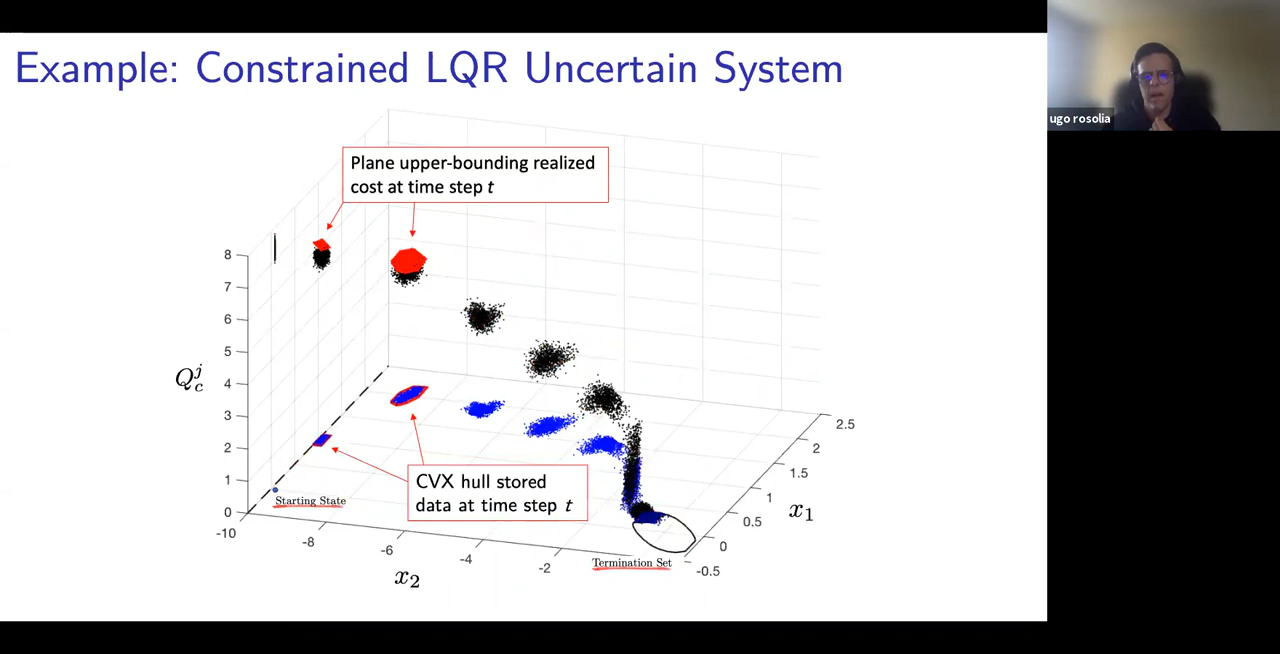 Example: Constrained LQR Uncertain System
ugo rosolia
Plane upper-bounding realized
cost at time step t
8
7
6
5
4
3
2
1
0
Q_c^j
CVX hull stored
data at time step t
Starting State
Termination Set
-10
-8
-6
-4
-2
x_2
2.5
2
1.5
1
0.5
0
-0.5
x_1